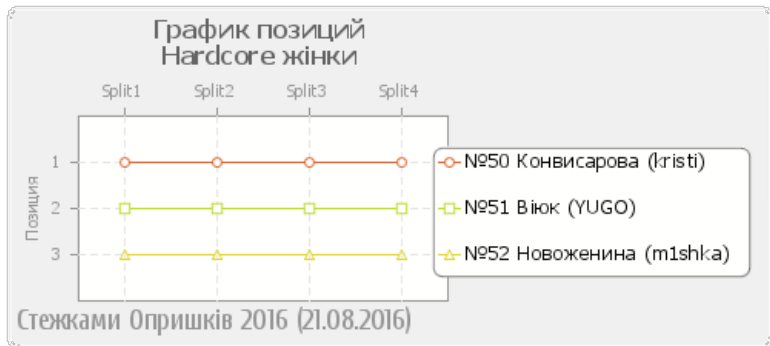 График позиций
Hardcore жінки
Split1 Split2 Split3 Split4
Позиция
1
2
3
№50 Конвисарова (kristi)
№51 Віюк (YUGO)
№52 Новоженина (m1shka)
Стежками Опришків 2016 (21.08.2016)